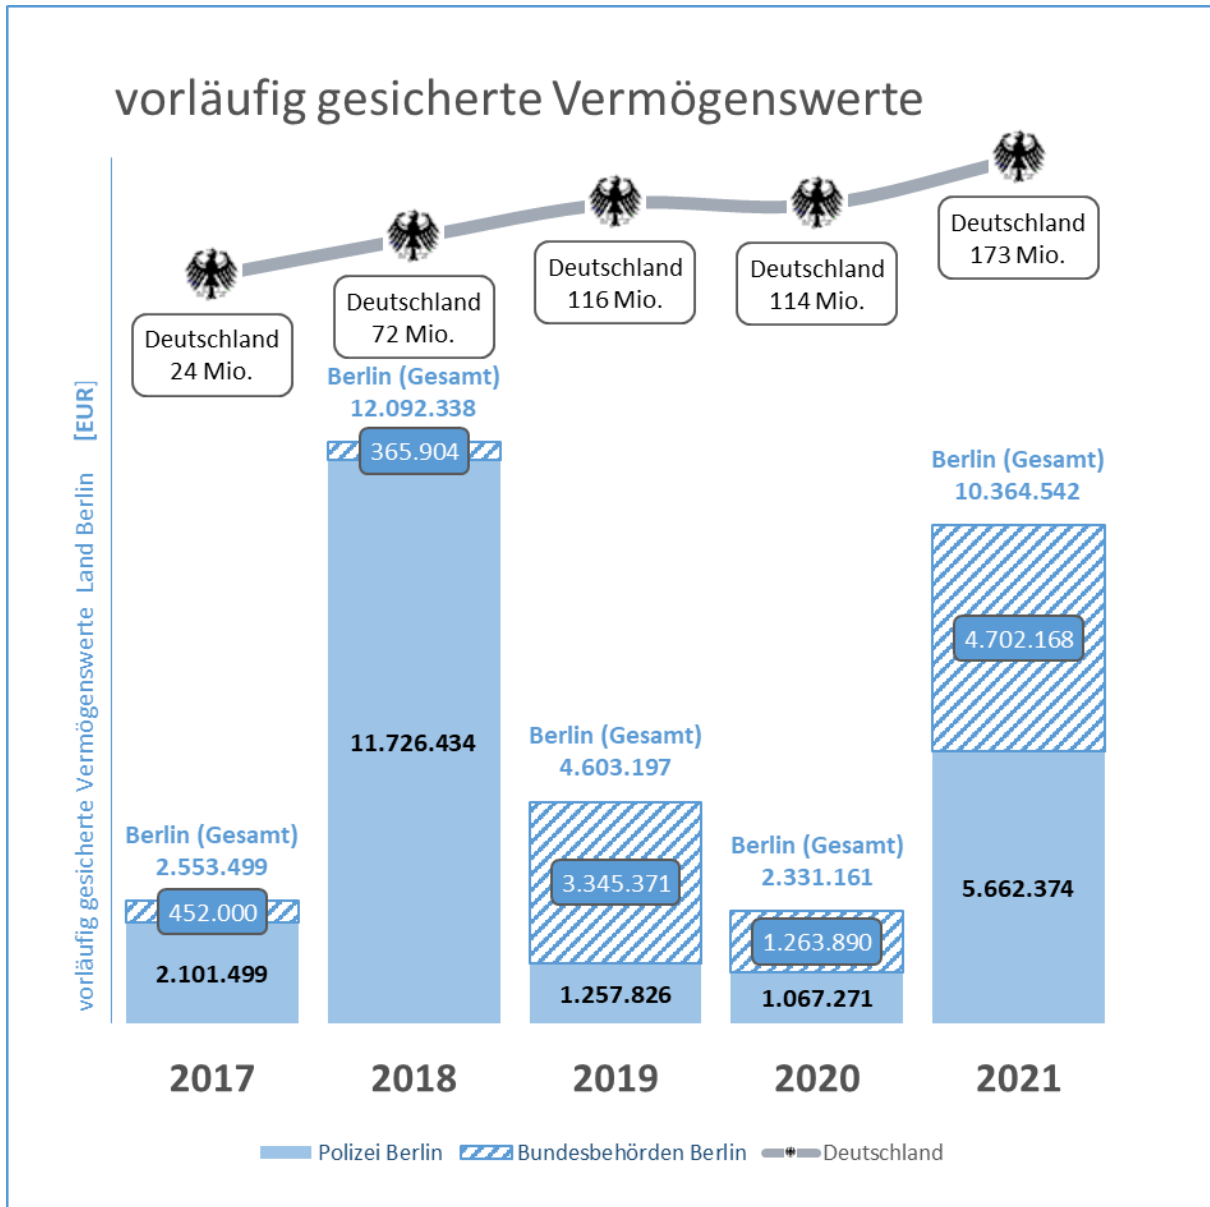 vorläufig gesicherte Vermögenswerte
Deutschland
24 Mio.
Deutschland
72 Mio.
Deutschland
116 Mio.
Deutschland
114 Mio.
Deutschland
173 Mio.
vorläufig gesicherte Vermögenswerte Land Berlin [EUR]
Berlin (Gesamt)
2.553.499
452.000
2.101.499
Berlin (Gesamt)
12.092.338
365.904
11.726.434
Berlin (Gesamt)
4.603.197
3.345.371
1.257.826
Berlin (Gesamt)
2.331.161
1.263.890
1.067.271
Berlin (Gesamt)
10.364.542
4.702.168
5.662.374
2017 2018 2019 2020 2021
Polizei Berlin Bundesbehörden Berlin Deutschland